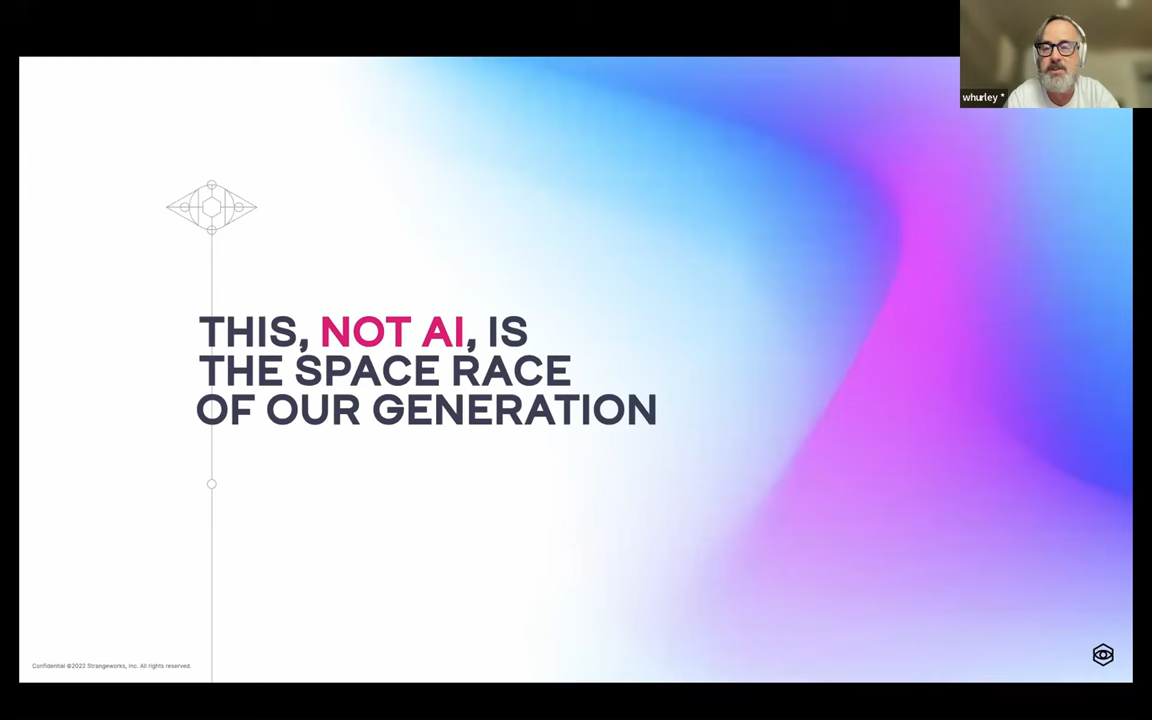 whurley *
THIS, NOT AI, IS
THE SPACE RACE
OF OUR GENERATION
Confidential ©2022 Strangeworks, Inc. All rights reserved.